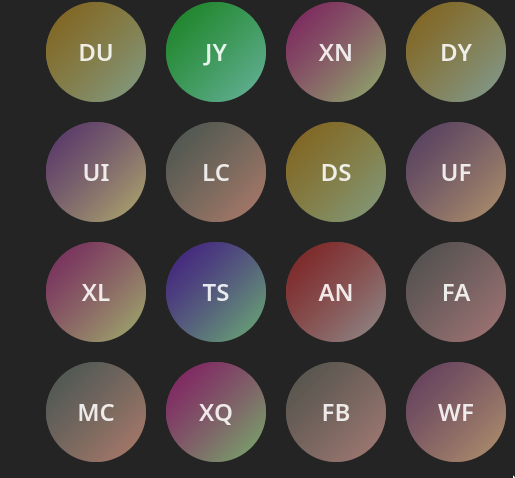 DU JY XN DY
UI LC DS UF
XL TS AN FA
MC XQ FB WF